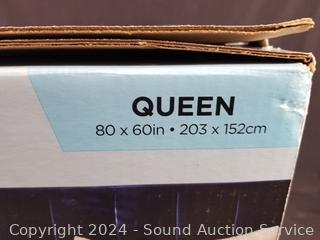 QUEEN
80 x 60in • 203 x 152cm
Copyright 2024 - Sound Auction Service